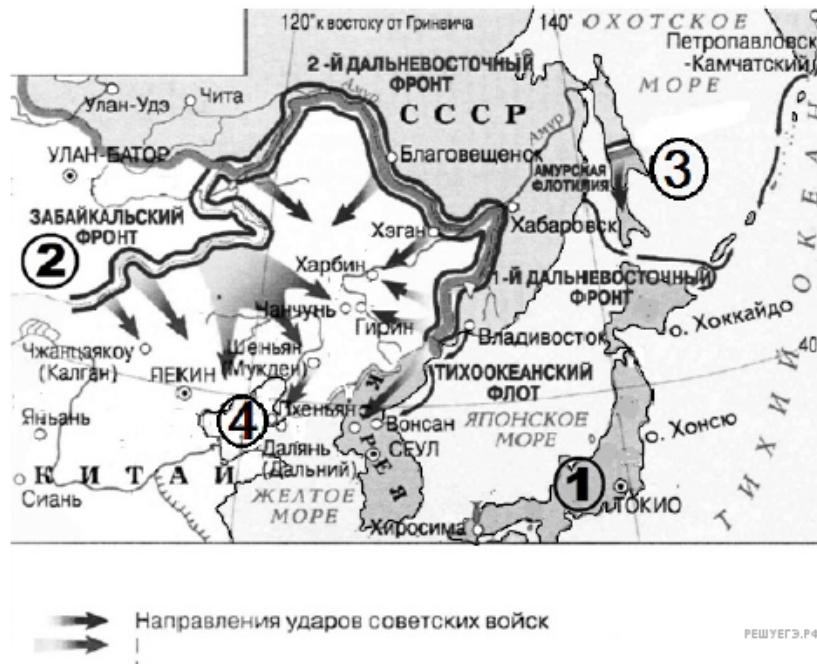 120° к востоку от Гринвича
140°
ОХОТСКОЕ
МОРЕ
Петропавловск
-Камчатский
2-Й ДАЛЬНЕВОСТОЧНЫЙ
ФРОНТ
Улан-Удэ
Чита
Амур
СССР
Амур
УЛАН-БАТОР
Благовещенск
АМУРСКАЯ
ФЛОТИЛИЯ
3
ЗАБАЙКАЛЬСКИЙ
ФРОНТ
2
Хэган
Хабаровск
Харбин
1-Й ДАЛЬНЕВОСТОЧНЫЙ
ФРОНТ
Чанчунь
Гирин
Владивосток
о. Хоккайдо
Чжанцзякоу
(Калган)
ПЕКИН
Шеньян
(Мукден)
ТИХООКЕАНСКИЙ
ФЛОТ
40
Яньань
4
Пхеньян
Вонсан
ЯПОНСКОЕ
МОРЕ
о. Хонсю
Далянь
(Дальний)
СЕУЛ
КОРЕЯ
КИТАЙ
Сиань
ЖЕЛТОЕ
МОРЕ
1
ТОКИО
Хиросима
ТИХИЙ ОКЕАН
Направления ударов советских войск
РЕШУЕГЭ.РФ